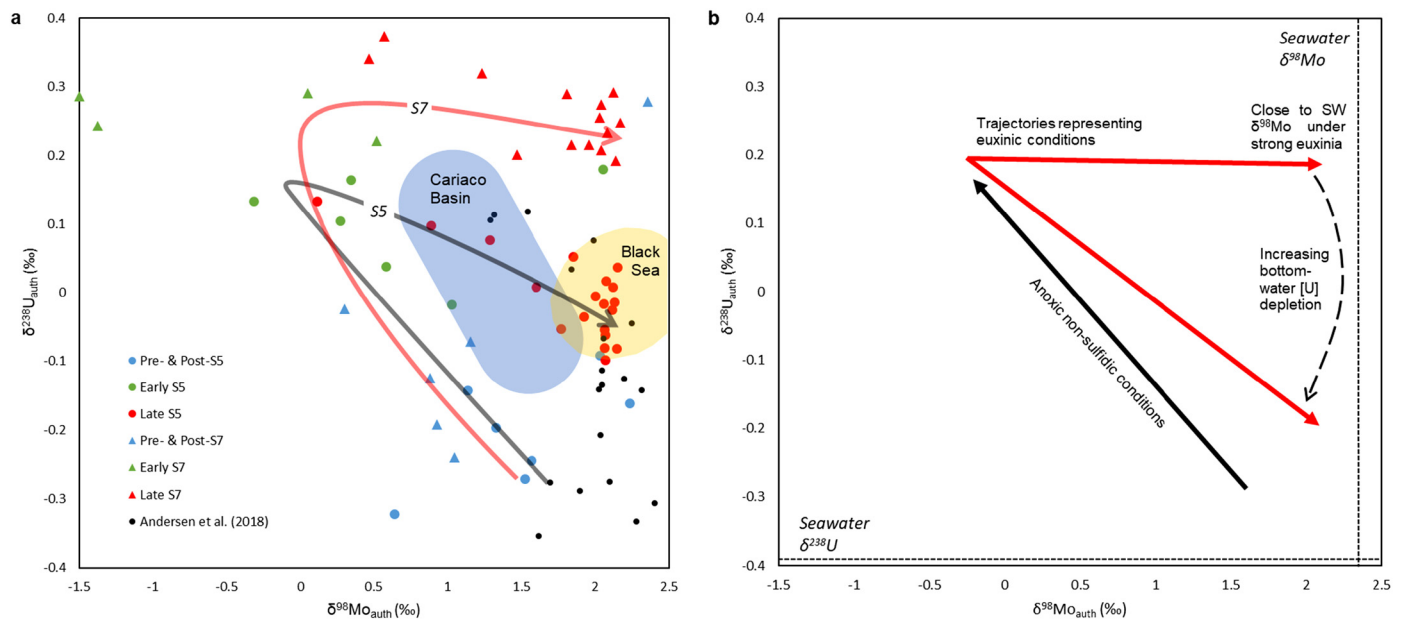 a
0.4
0.3
0.2
0.1
0
-0.1
-0.2
-0.3
-0.4
δ²³⁸U_auth (‰)
-1.5 -1 -0.5 0 0.5 1 1.5 2 2.5
δ⁹⁸Mo_auth (‰)
S7
S5
Cariaco
Basin
Black
Sea
Pre- & Post-S5
Early S5
Late S5
Pre- & Post-S7
Early S7
Late S7
Andersen et al. (2018)
b
0.4
0.3
0.2
0.1
0
-0.1
-0.2
-0.3
-0.4
δ²³⁸U_auth (‰)
-1.5 -1 -0.5 0 0.5 1 1.5 2 2.5
δ⁹⁸Mo_auth (‰)
Seawater
δ⁹⁸Mo
Trajectories representing
euxinic conditions
Close to SW
δ⁹⁸Mo under
strong euxinia
Increasing
bottom-
water [U]
depletion
Anoxic non-sulfidic conditions
Seawater
δ²³⁸U